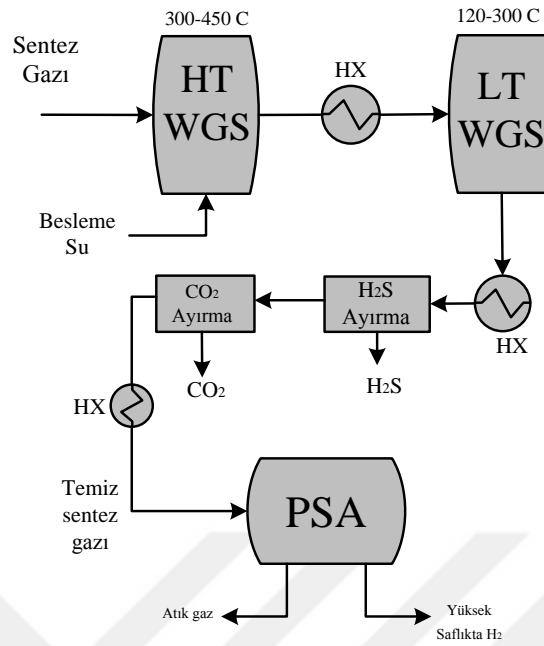 300-450 C
120-300 C
Sentez
Gazı
HT
WGS
HX
LT
WGS
Besleme
Su
CO₂
Ayırma
H₂S
Ayırma
HX
CO₂
H₂S
HX
Temiz
sentez
gazı
PSA
Atık gaz
Yüksek
Saflıkta H₂